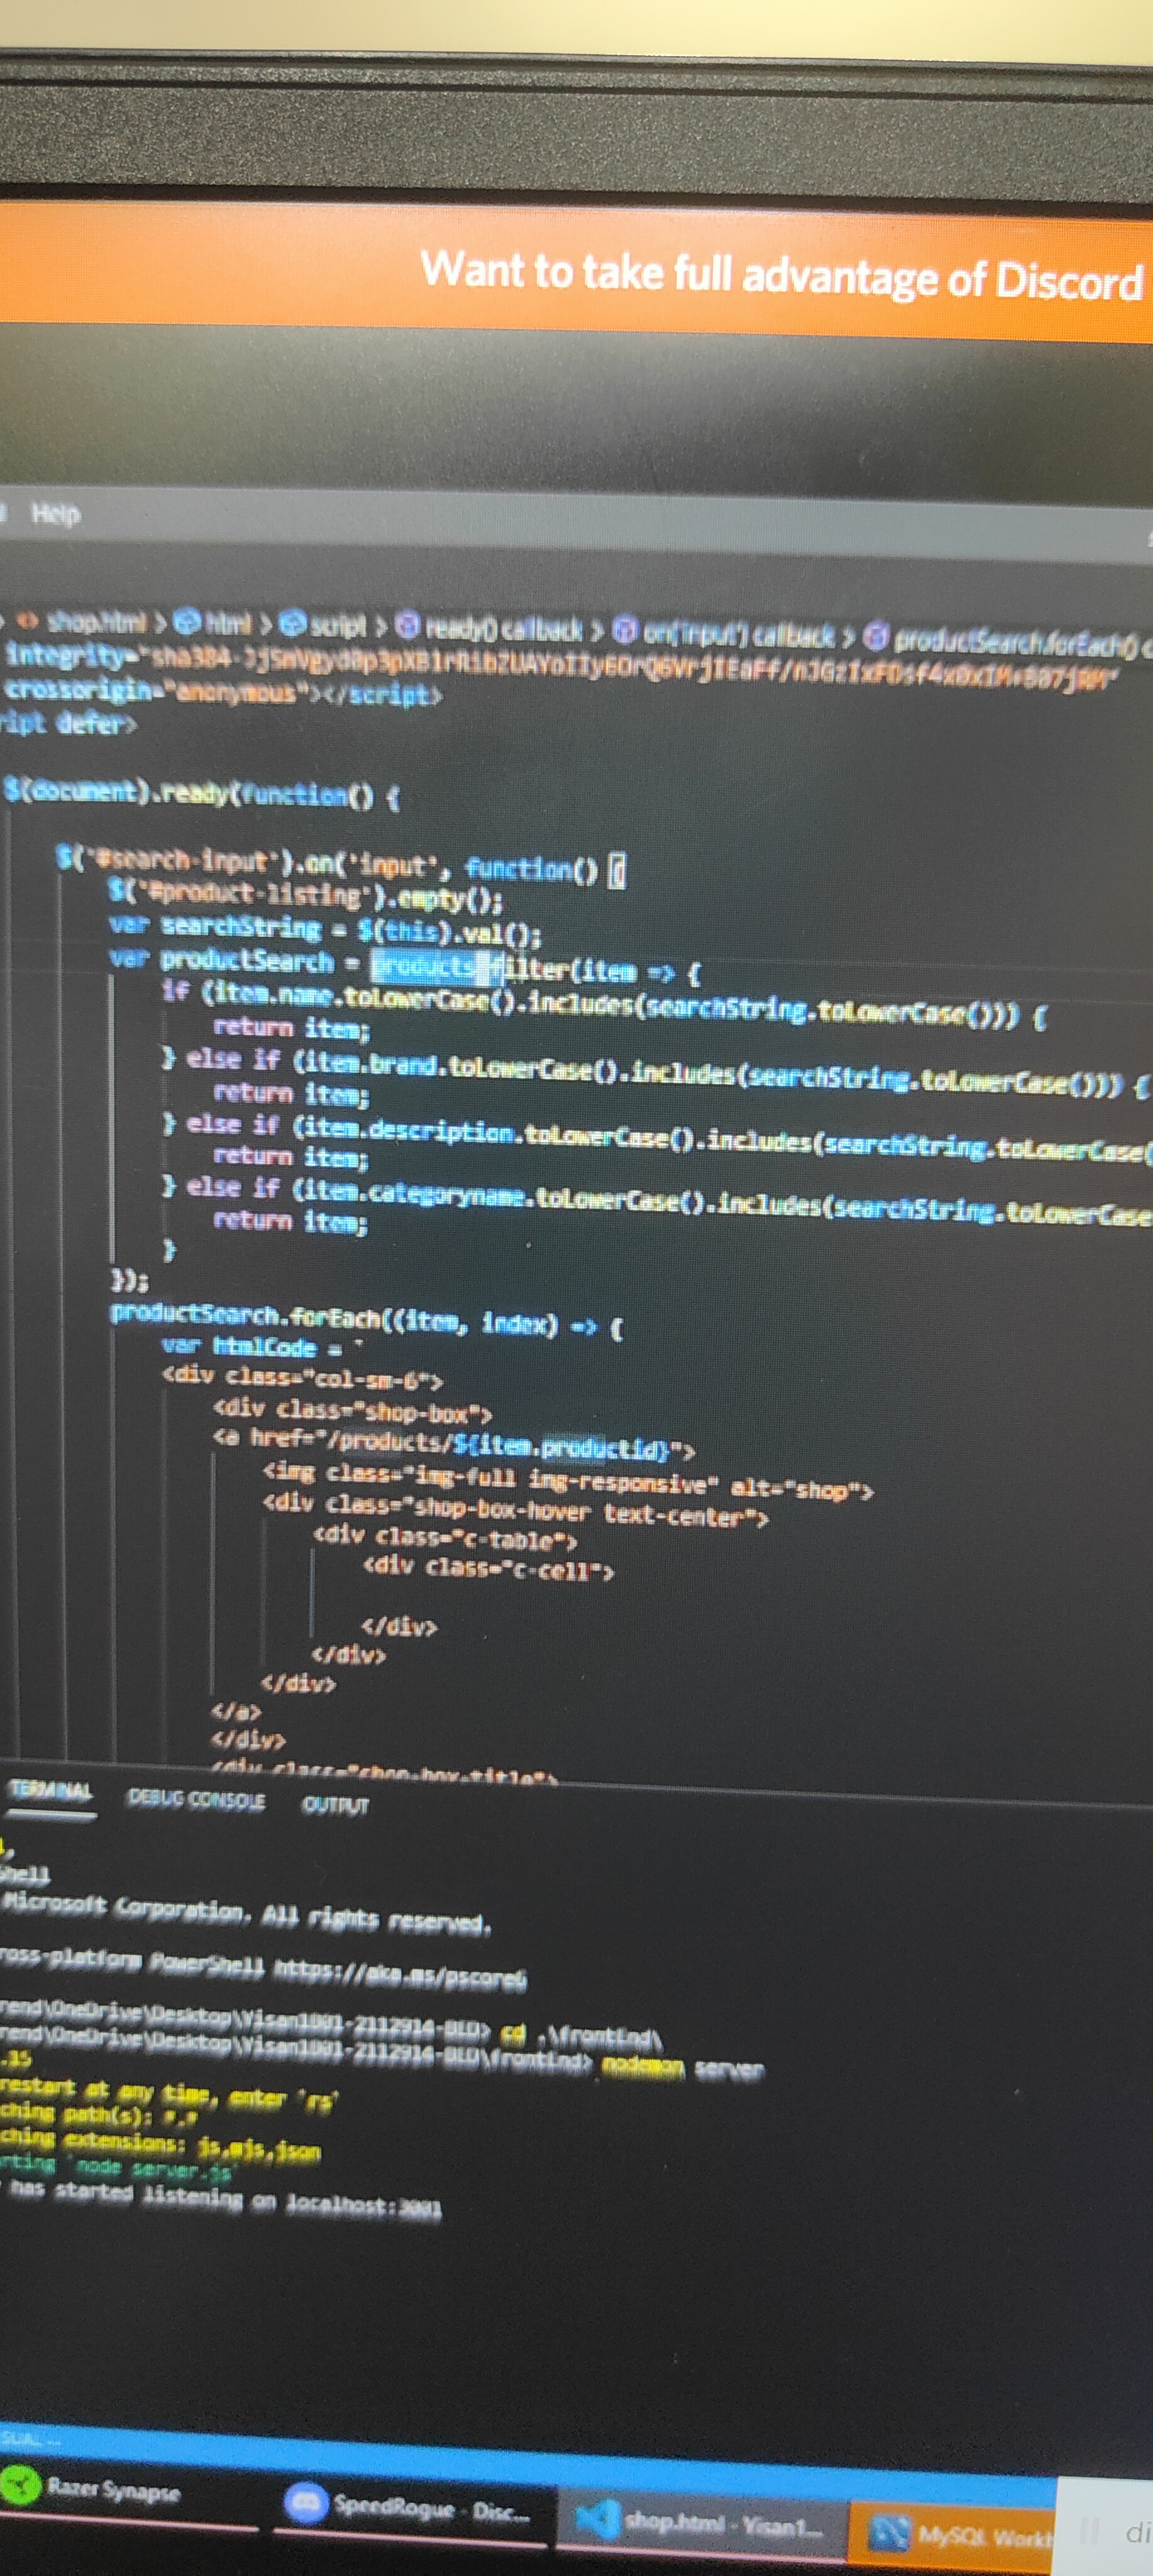 Want to take full advantage of Discord
Help
shop.html > html > script > ready() callback > on('input') callback > productSearch.forEach() c
crossorigin="anonymous"></script>
ript defer>
$(document).ready(function() {
$('#search-input').on('input', function() {
$('#product-listing').empty();
var searchString = $(this).val();
var productSearch = products.filter(item => {
if (item.name.toLowerCase().includes(searchString.toLowerCase())) {
return item;
} else if (item.brand.toLowerCase().includes(searchString.toLowerCase())) {
return item;
} else if (item.description.toLowerCase().includes(searchString.toLowerCase(
return item;
} else if (item.categoryname.toLowerCase().includes(searchString.toLowerCase
return item;
}
});
productSearch.forEach((item, index) => {
var htmlCode = `
<div class="col-sm-6">
<div class="shop-box">
<a href="/products/${item.productid}">
<img class="img-full img-responsive" alt="shop">
<div class="shop-box-hover text-center">
<div class="c-table">
<div class="c-cell">
</div>
</div>
</div>
</a>
</div>
<div class="shop-box-title">
TERMINAL DEBUG CONSOLE OUTPUT
Shell
Microsoft Corporation. All rights reserved.
ross-platform PowerShell https://aka.ms/pscore6
rend\OneDrive\Desktop\Yisan1001-2112914-BED> cd .\frontEnd\
rend\OneDrive\Desktop\Yisan1001-2112914-BED\frontEnd> nodemon server
restart at any time, enter `rs`
ching path(s): *.*
ching extensions: js,mjs,json
rting `node server.js`
has started listening on localhost:3001
SUAL --
Razer Synapse
SpeedRogue - Disc...
shop.html - Yisan1...
MySQL Workb
di